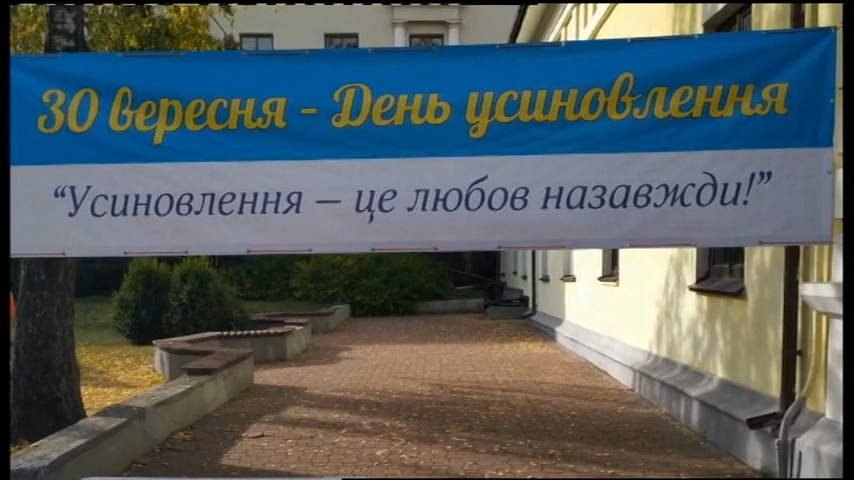 30 вересня - День усиновлення
“Усиновлення – це любов назавжди!”